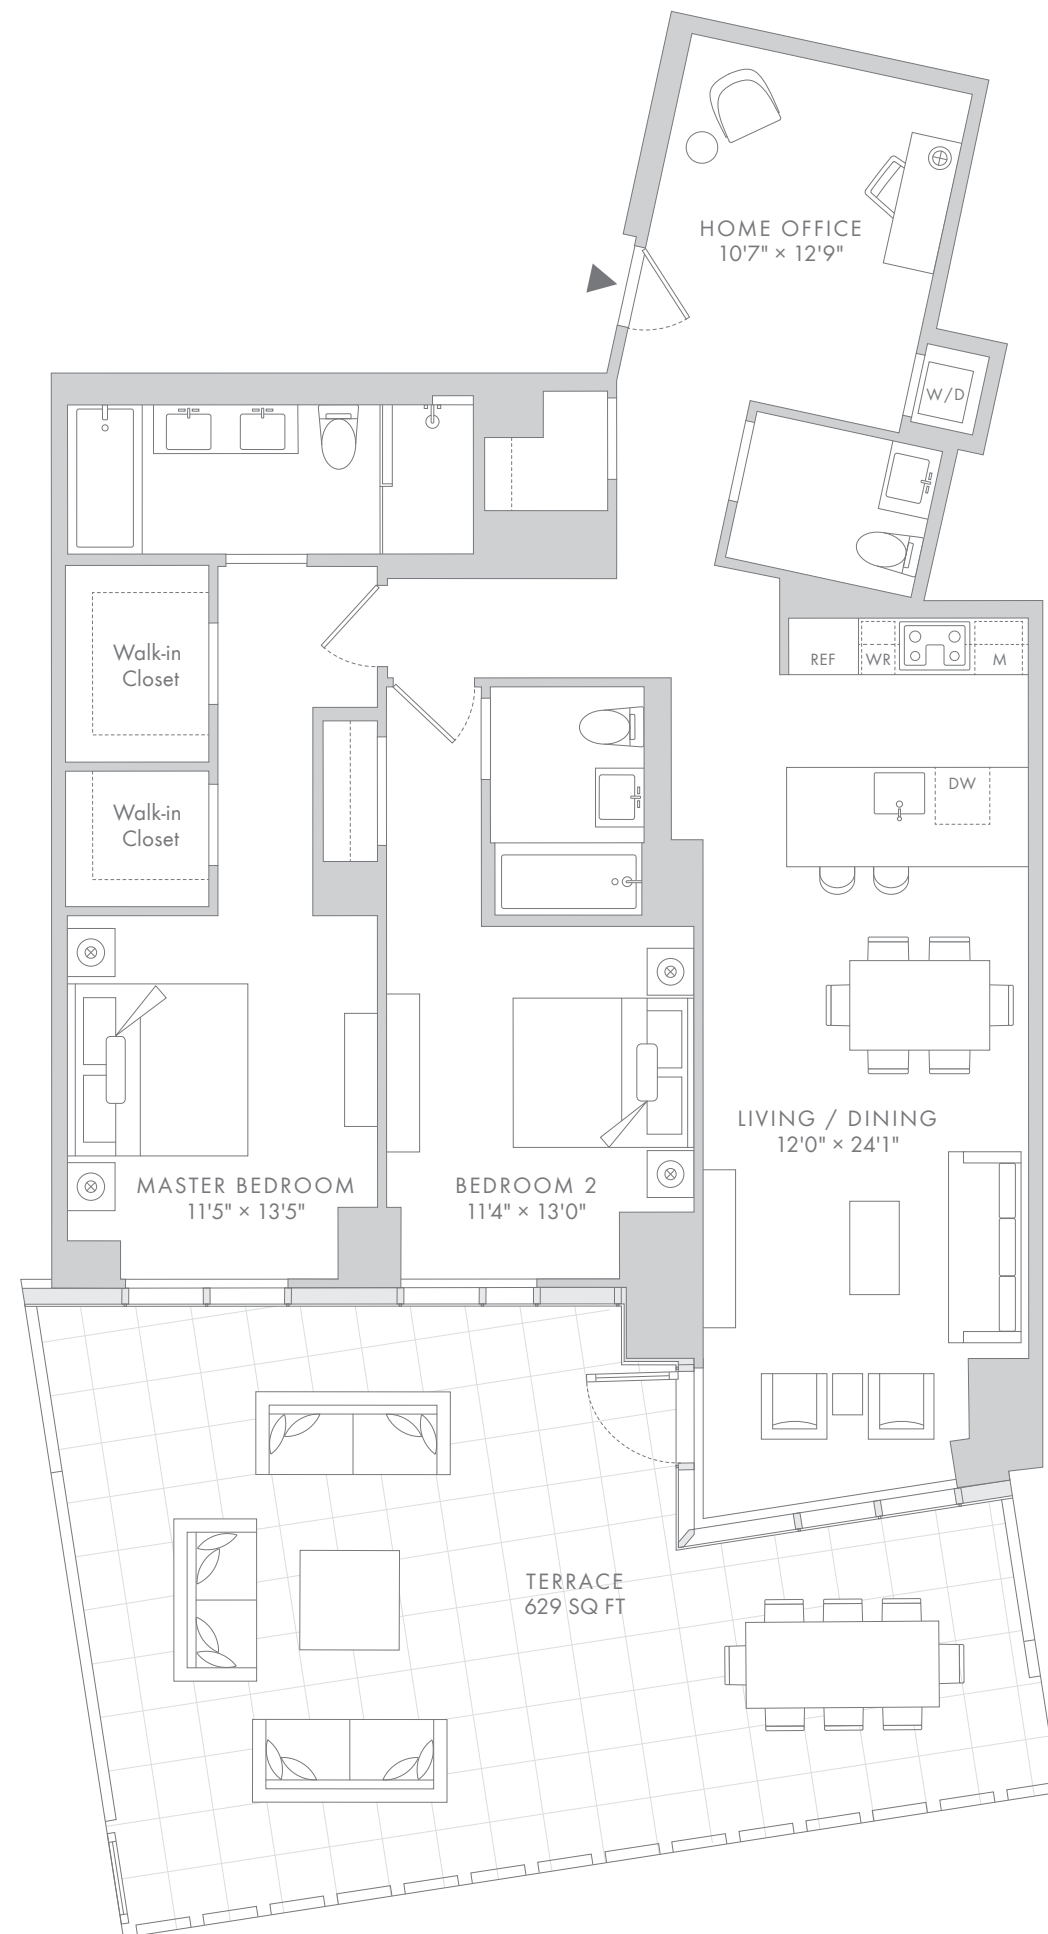 HOME OFFICE
10'7" × 12'9"
W/D
Walk-in
Closet
REF
WR
M
DW
Walk-in
Closet
LIVING / DINING
12'0" × 24'1"
MASTER BEDROOM
11'5" × 13'5"
BEDROOM 2
11'4" × 13'0"
TERRACE
629 SQ FT